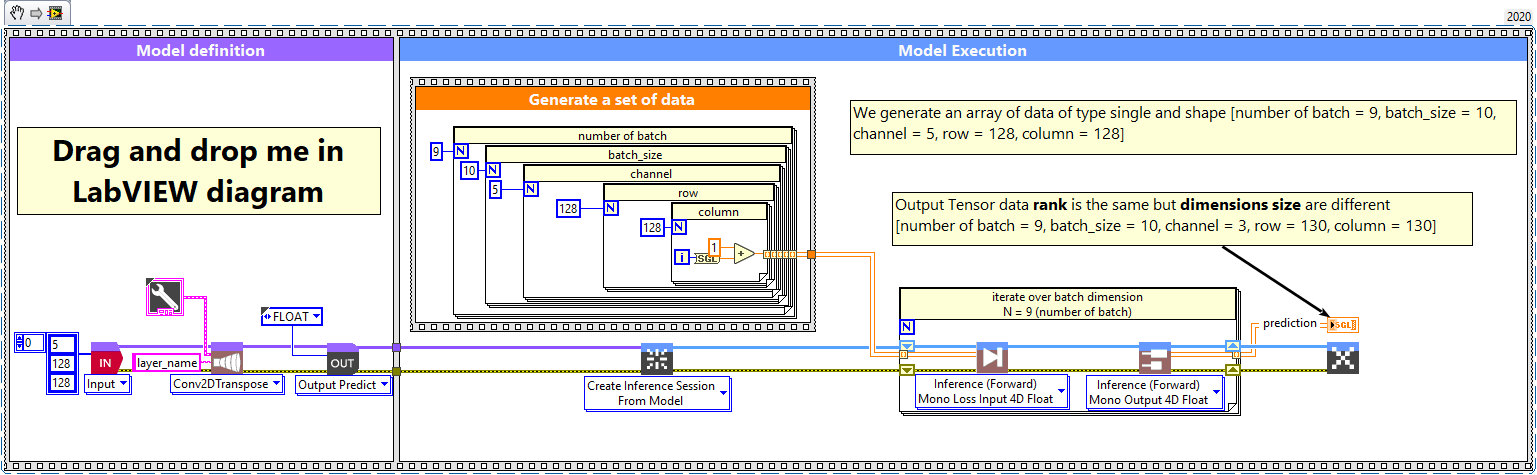 2020
Model definition
Model Execution
Drag and drop me in
LabVIEW diagram
FLOAT
0
5
128
128
IN
layer_name
OUT
Input
Conv2DTranspose
Output Predict
Generate a set of data
number of batch
9
N
batch_size
10
N
channel
5
N
row
128
N
column
128
N
i
SGL
1
+
We generate an array of data of type single and shape [number of batch = 9, batch_size = 10,
channel = 5, row = 128, column = 128]
Output Tensor data rank is the same but dimensions size are different
[number of batch = 9, batch_size = 10, channel = 3, row = 130, column = 130]
Create Inference Session
From Model
iterate over batch dimension
N = 9 (number of batch)
N
Inference (Forward)
Mono Loss Input 4D Float
Inference (Forward)
Mono Output 4D Float
prediction
SGL